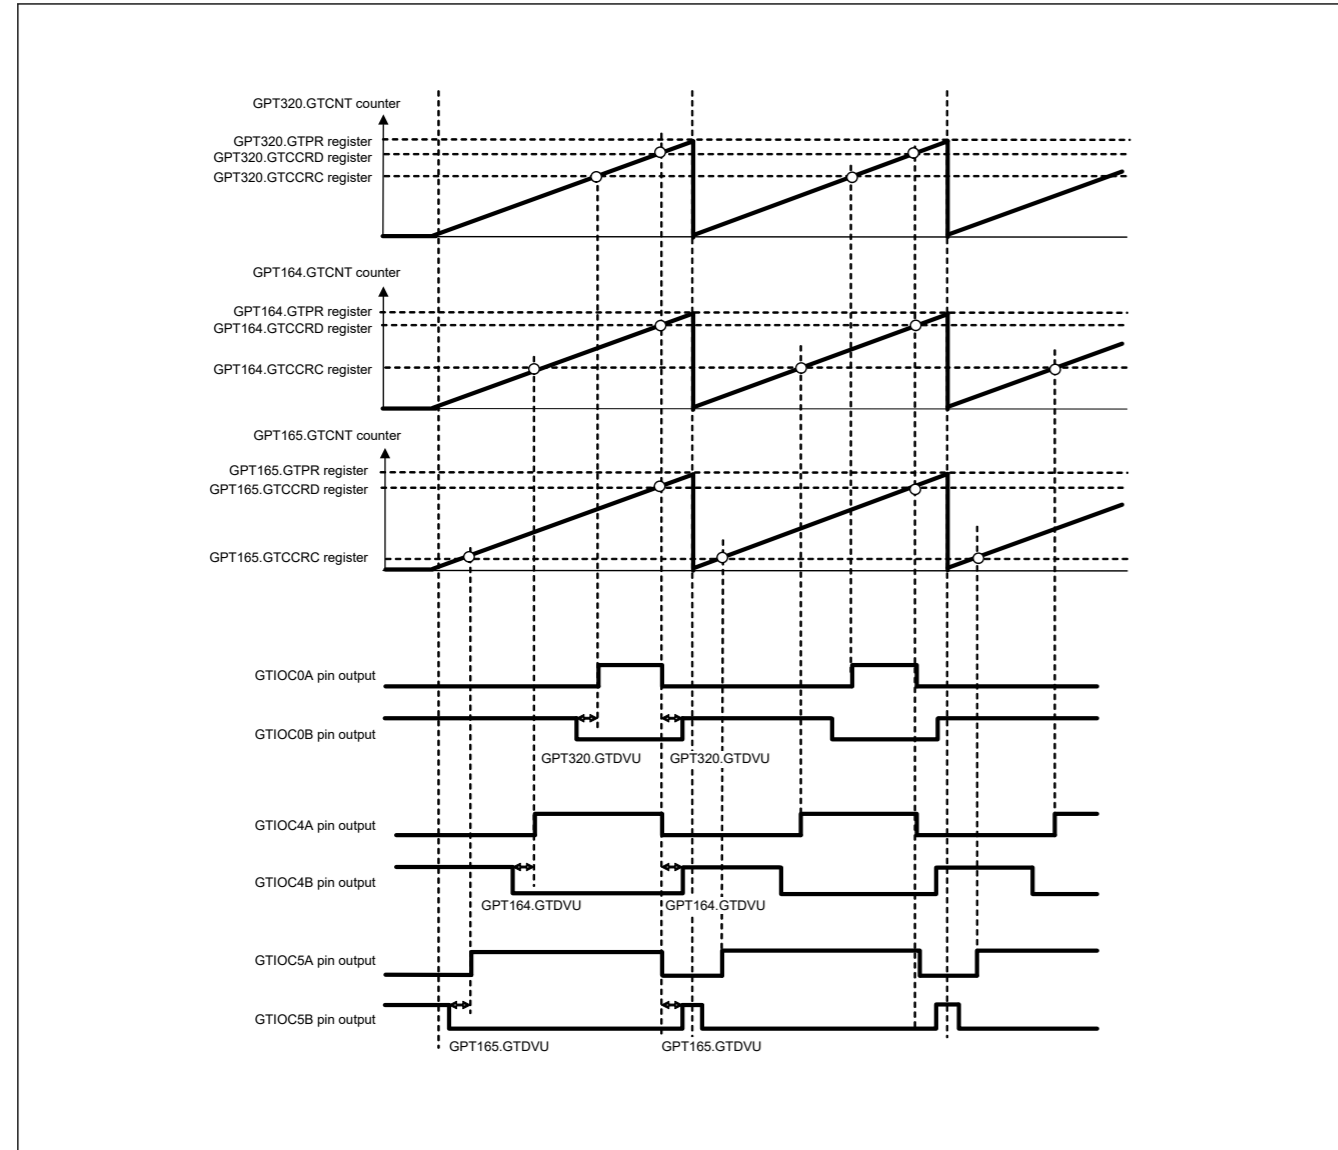 GPT320.GTCNT counter
GPT320.GTPR register
GPT320.GTCCRD register
GPT320.GTCCRC register
GPT164.GTCNT counter
GPT164.GTPR register
GPT164.GTCCRD register
GPT164.GTCCRC register
GPT165.GTCNT counter
GPT165.GTPR register
GPT165.GTCCRD register
GPT165.GTCCRC register
GTIOC0A pin output
GTIOC0B pin output
GPT320.GTDVU GPT320.GTDVU
GTIOC4A pin output
GTIOC4B pin output
GPT164.GTDVU GPT164.GTDVU
GTIOC5A pin output
GTIOC5B pin output
GPT165.GTDVU GPT165.GTDVU